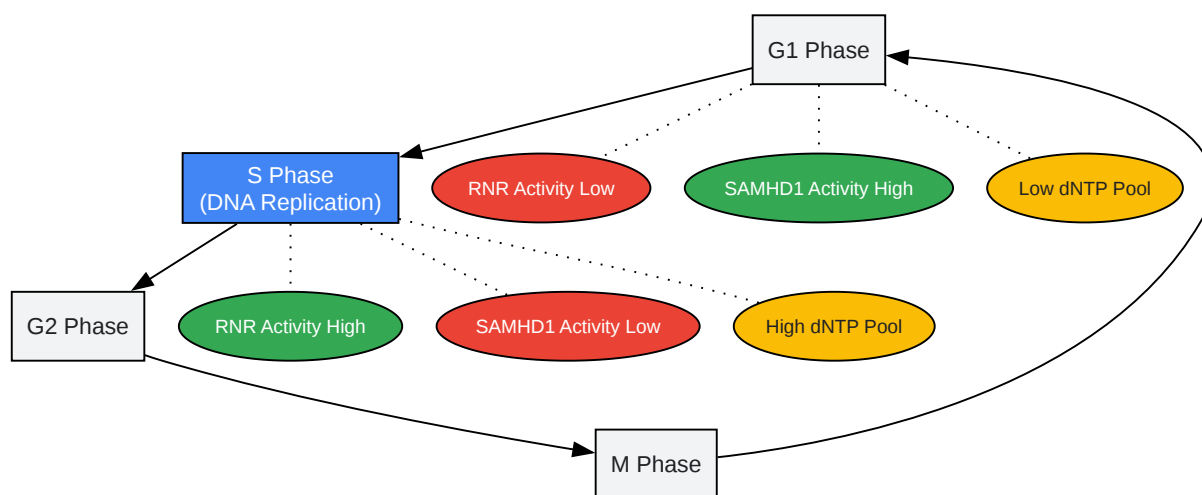 G1 Phase
S Phase
(DNA Replication)
RNR Activity Low
SAMHD1 Activity High
Low dNTP Pool
G2 Phase
RNR Activity High
SAMHD1 Activity Low
High dNTP Pool
M Phase